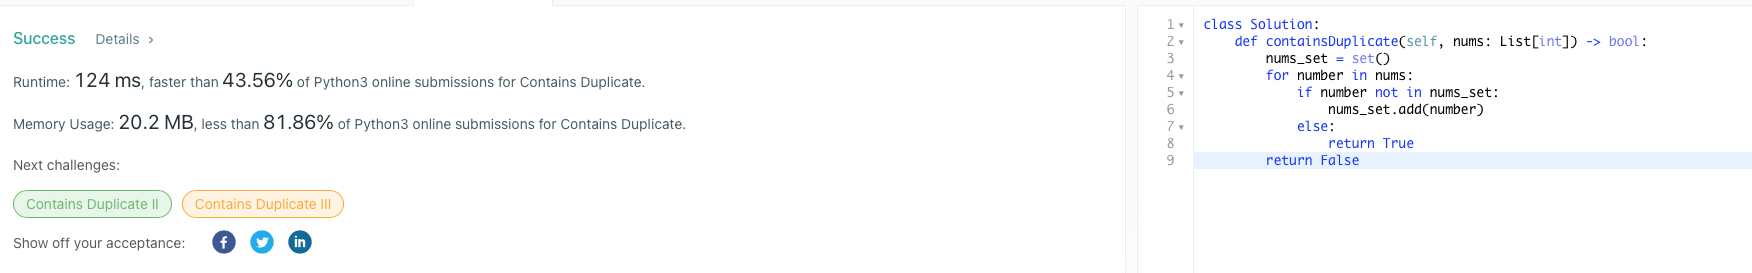 Success Details >
Runtime: 124 ms, faster than 43.56% of Python3 online submissions for Contains Duplicate.
Memory Usage: 20.2 MB, less than 81.86% of Python3 online submissions for Contains Duplicate.
Next challenges:
Contains Duplicate II Contains Duplicate III
Show off your acceptance: f in
1 class Solution:
2     def containsDuplicate(self, nums: List[int]) -> bool:
3         nums_set = set()
4         for number in nums:
5             if number not in nums_set:
6                 nums_set.add(number)
7             else:
8                 return True
9         return False